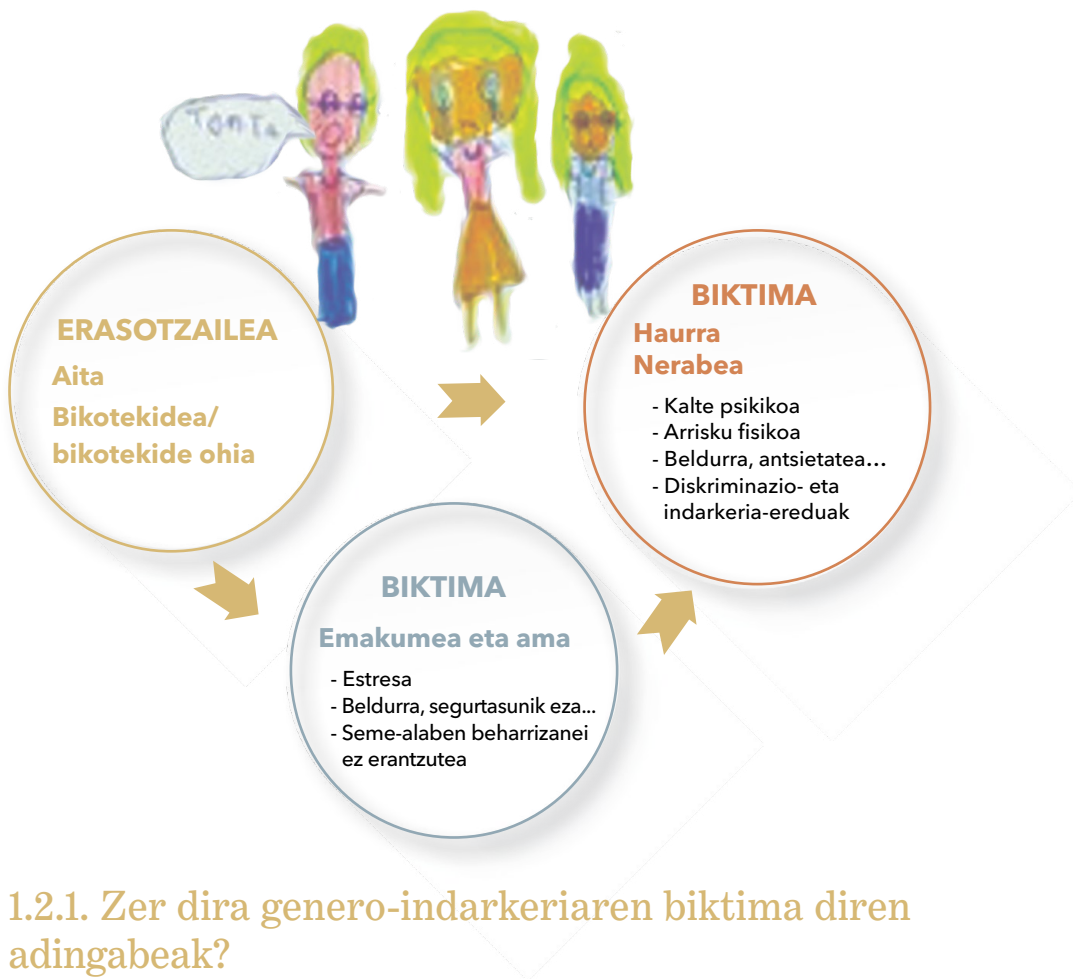 Tonta
ERASOTZAILEA
Aita
Bikotekidea/
bikotekide ohia
BIKTIMA
Haurra
Nerabea
- Kalte psikikoa
- Arrisku fisikoa
- Beldurra, antsietatea…
- Diskriminazio- eta
indarkeria-ereduak
BIKTIMA
Emakumea eta ama
- Estresa
- Beldurra, segurtasunik eza...
- Seme-alaben beharrizanei
ez erantzutea
1.2.1. Zer dira genero-indarkeriaren biktima diren
adingabeak?